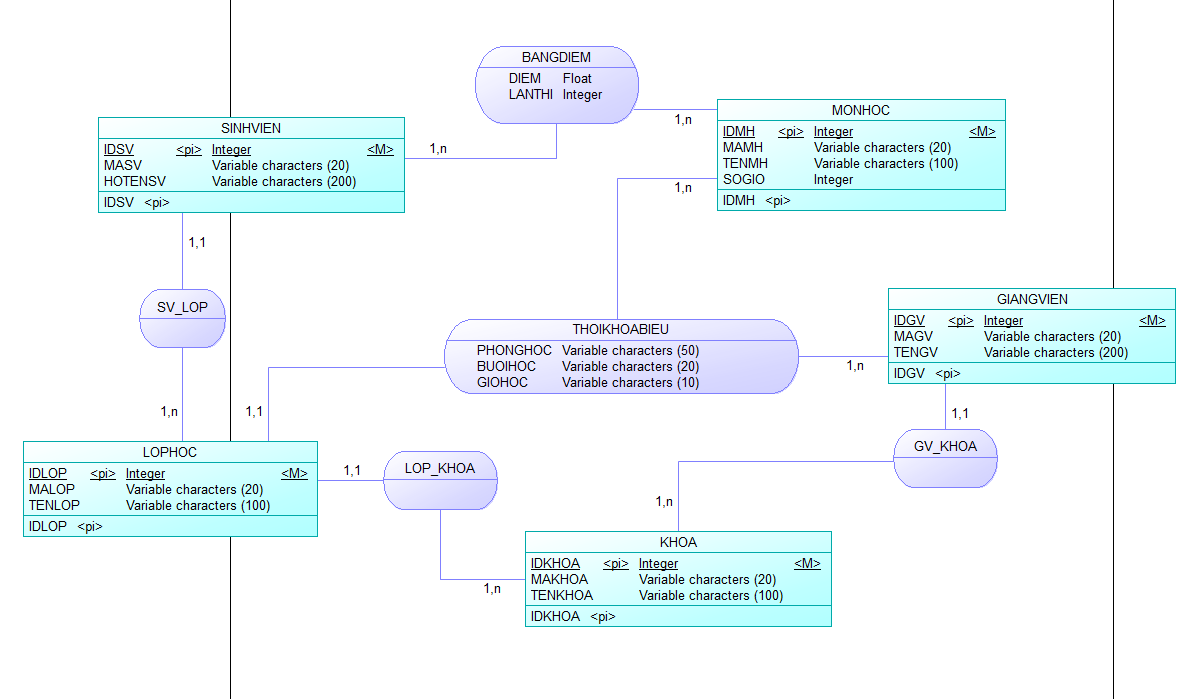 BANGDIEM
DIEM Float
LANTHI Integer
1,n
1,n
MONHOC
IDMH <pi> Integer <M>
MAMH Variable characters (20)
TENMH Variable characters (100)
SOGIO Integer
IDMH <pi>
SINHVIEN
IDSV <pi> Integer <M>
MASV Variable characters (20)
HOTENSV Variable characters (200)
IDSV <pi>
1,n
1,1
SV_LOP
1,n
THOIKHOABIEU
PHONGHOC Variable characters (50)
BUOIHOC Variable characters (20)
GIOHOC Variable characters (10)
1,1
1,n
GIANGVIEN
IDGV <pi> Integer <M>
MAGV Variable characters (20)
TENGV Variable characters (200)
IDGV <pi>
1,1
GV_KHOA
1,n
LOPHOC
IDLOP <pi> Integer <M>
MALOP Variable characters (20)
TENLOP Variable characters (100)
IDLOP <pi>
1,1
LOP_KHOA
1,n
KHOA
IDKHOA <pi> Integer <M>
MAKHOA Variable characters (20)
TENKHOA Variable characters (100)
IDKHOA <pi>